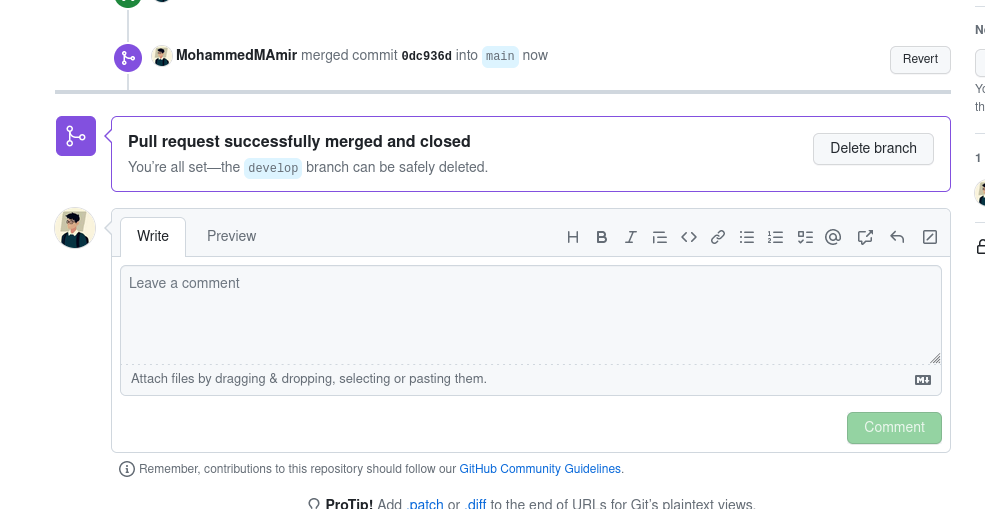 MohammedMAmir merged commit 0dc936d into main now
Revert
Pull request successfully merged and closed
You're all set—the develop branch can be safely deleted.
Delete branch
Write
Preview
Leave a comment
Attach files by dragging & dropping, selecting or pasting them.
Comment
Remember, contributions to this repository should follow our GitHub Community Guidelines.
ProTip! Add .patch or .diff to the end of URLs for Git's plaintext views.
1